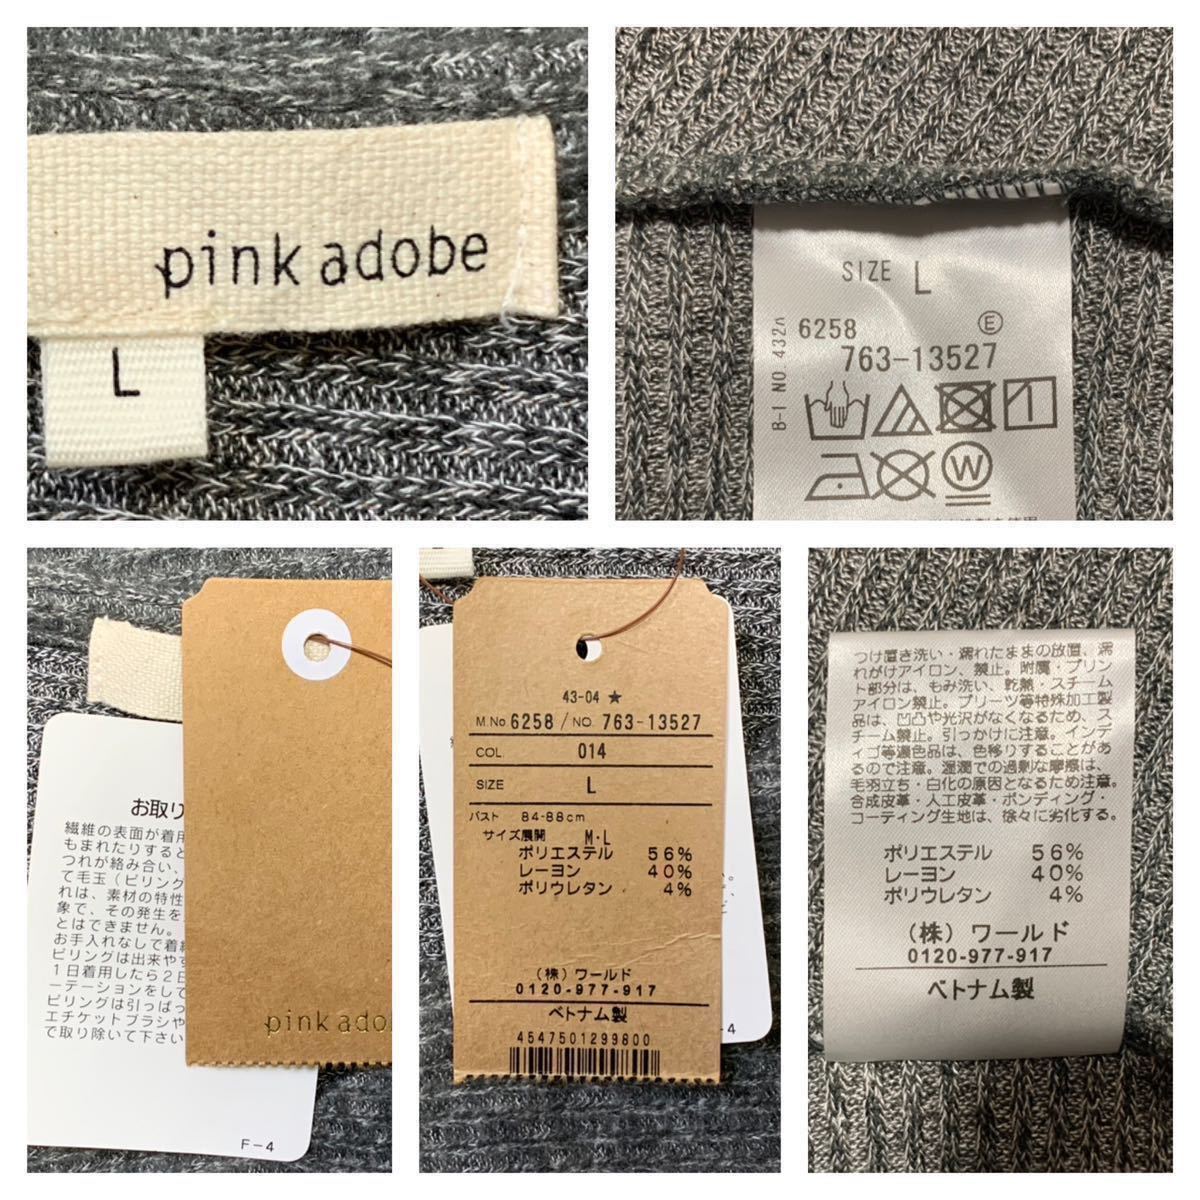 pink adobe
L
SIZE L
B-1 NO.432
6258 E
763-13527
W
お取り
繊維の表面が着用
もまれたりすると
つれが絡み合い、
て毛玉（ピリング
れは、素材の特性
象で、その発生を
とはできません。
お手入れなしで着
ピリングは出来やす
１日着用したら２日
ーテーションをして
ピリングは引っぱっ
エチケットブラシや
で取り除いて下さい
F-4
pink ado
43-04 ★
M.No 6258 / NO. 763-13527
COL 014
SIZE L
バスト 84-88cm
サイズ展開 M・L
ポリエステル 56%
レーヨン 40%
ポリウレタン 4%
（株）ワールド
0120-977-917
ベトナム製
4547501299800
-4
つけ置き洗い・濡れたままの放置、濡
れがけアイロン、禁止。附属・プリン
ト部分は、もみ洗い、乾熱・スチーム
アイロン禁止。プリーツ等特殊加工製
品は、凹凸や光沢がなくなるため、ス
チーム禁止。引っかけに注意。インデ
ィゴ等濃色品は、色移りすることがあ
るので注意。湿潤での過剰な摩擦は、
毛羽立ち・白化の原因となるため注意。
合成皮革・人工皮革・ボンディング・
コーティング生地は、徐々に劣化する。
ポリエステル 56%
レーヨン 40%
ポリウレタン 4%
（株）ワールド
0120-977-917
ベトナム製